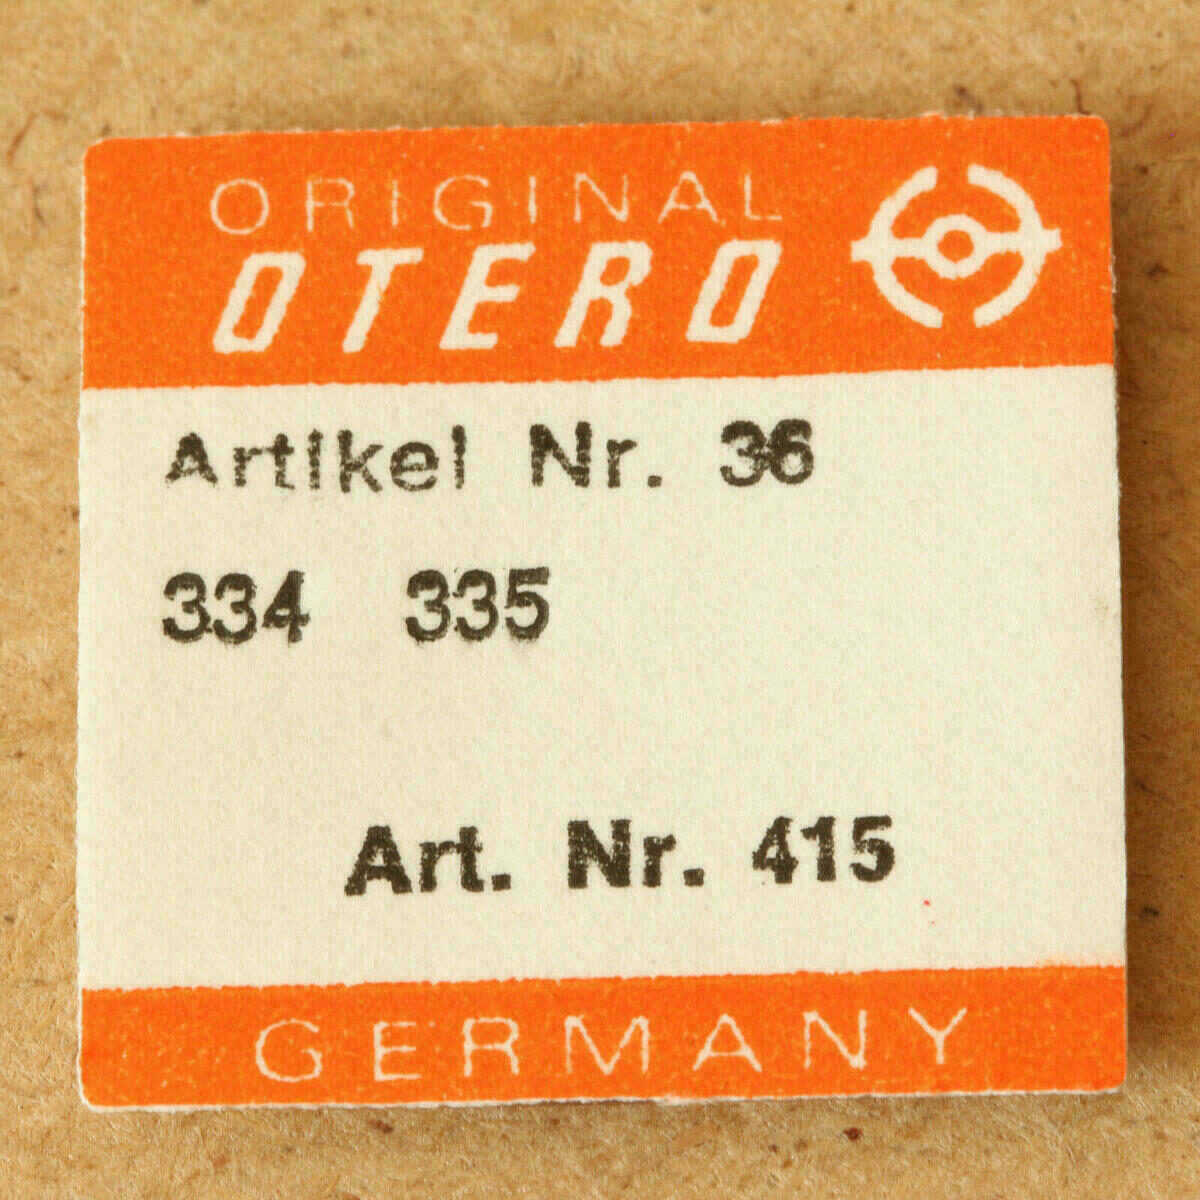 ORIGINAL
OTERO
Artikel Nr. 36
334 335
Art. Nr. 415
GERMANY